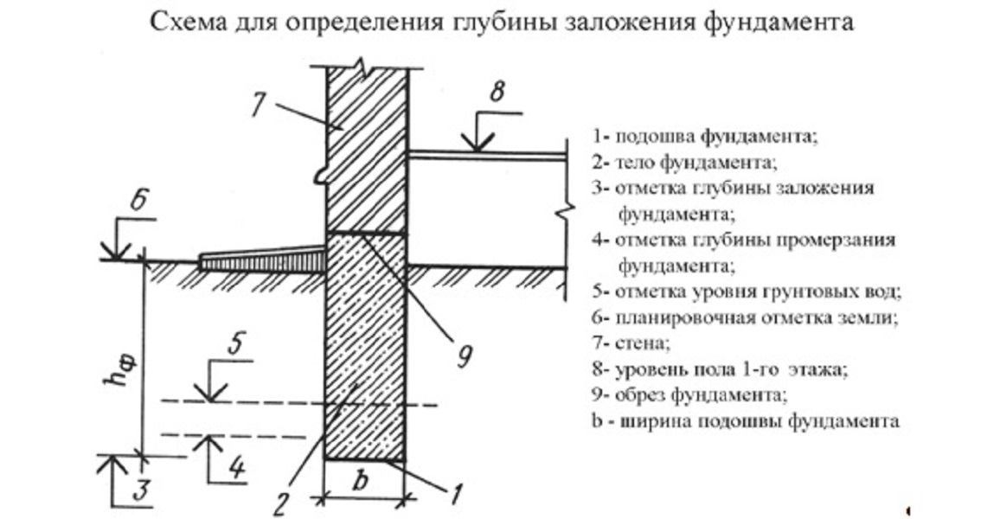 Схема для определения глубины заложения фундамента
7
8
6
5
9
hф
4
3
2
b
1
1- подошва фундамента;
2- тело фундамента;
3- отметка глубины заложения
фундамента;
4- отметка глубины промерзания
фундамента;
5- отметка уровня грунтовых вод;
6- планировочная отметка земли;
7- стена;
8- уровень пола 1-го этажа;
9- обрез фундамента;
b - ширина подошвы фундамента